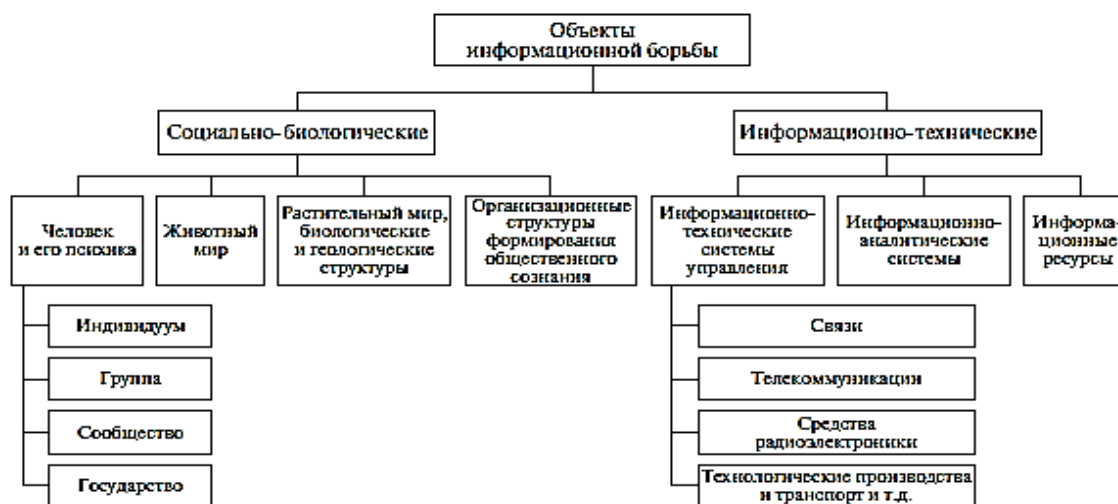 Объекты
информационной борьбы
Социально-биологические
Информационно-технические
Человек
и его психика
Животный
мир
Растительный мир,
биологические
и геологические
структуры
Организационные
структуры
формирования
общественного
сознания
Информационно-
технические
системы
управления
Информационно-
аналитические
системы
Информа-
ционные
ресурсы
Индивидуум
Группа
Сообщество
Государство
Связи
Телекоммуникации
Средства
радиоэлектроники
Технологические производства
и транспорт и т.д.